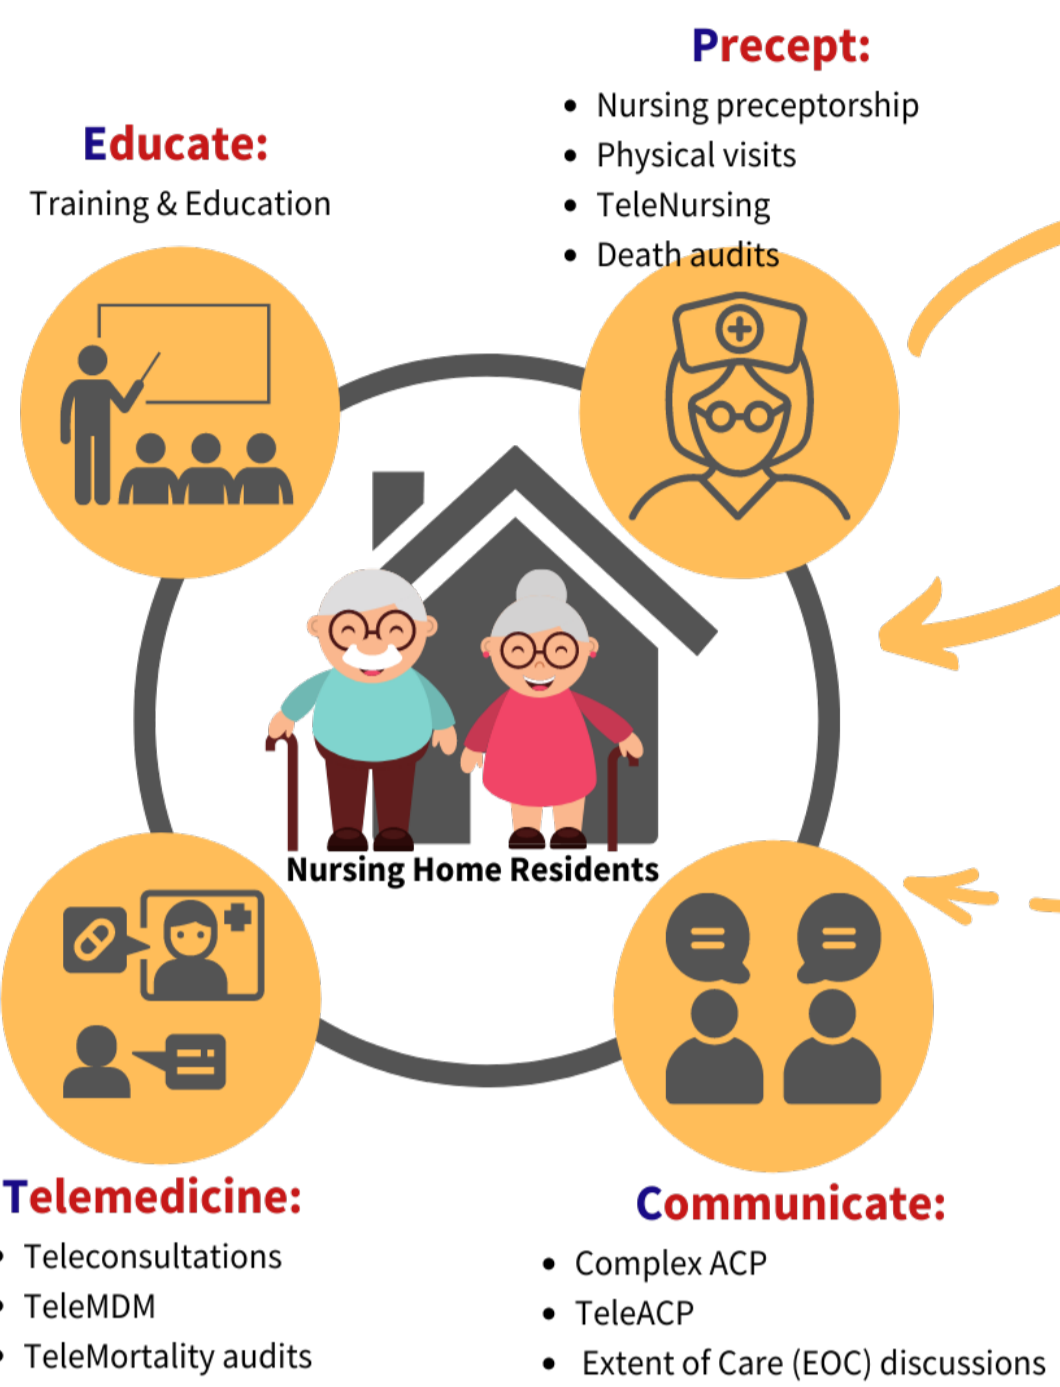 Precept:
• Nursing preceptorship
• Physical visits
• TeleNursing
• Death audits
Educate:
Training & Education
Nursing Home Residents
Telemedicine:
• Teleconsultations
• TeleMDM
• TeleMortality audits
Communicate:
• Complex ACP
• TeleACP
• Extent of Care (EOC) discussions